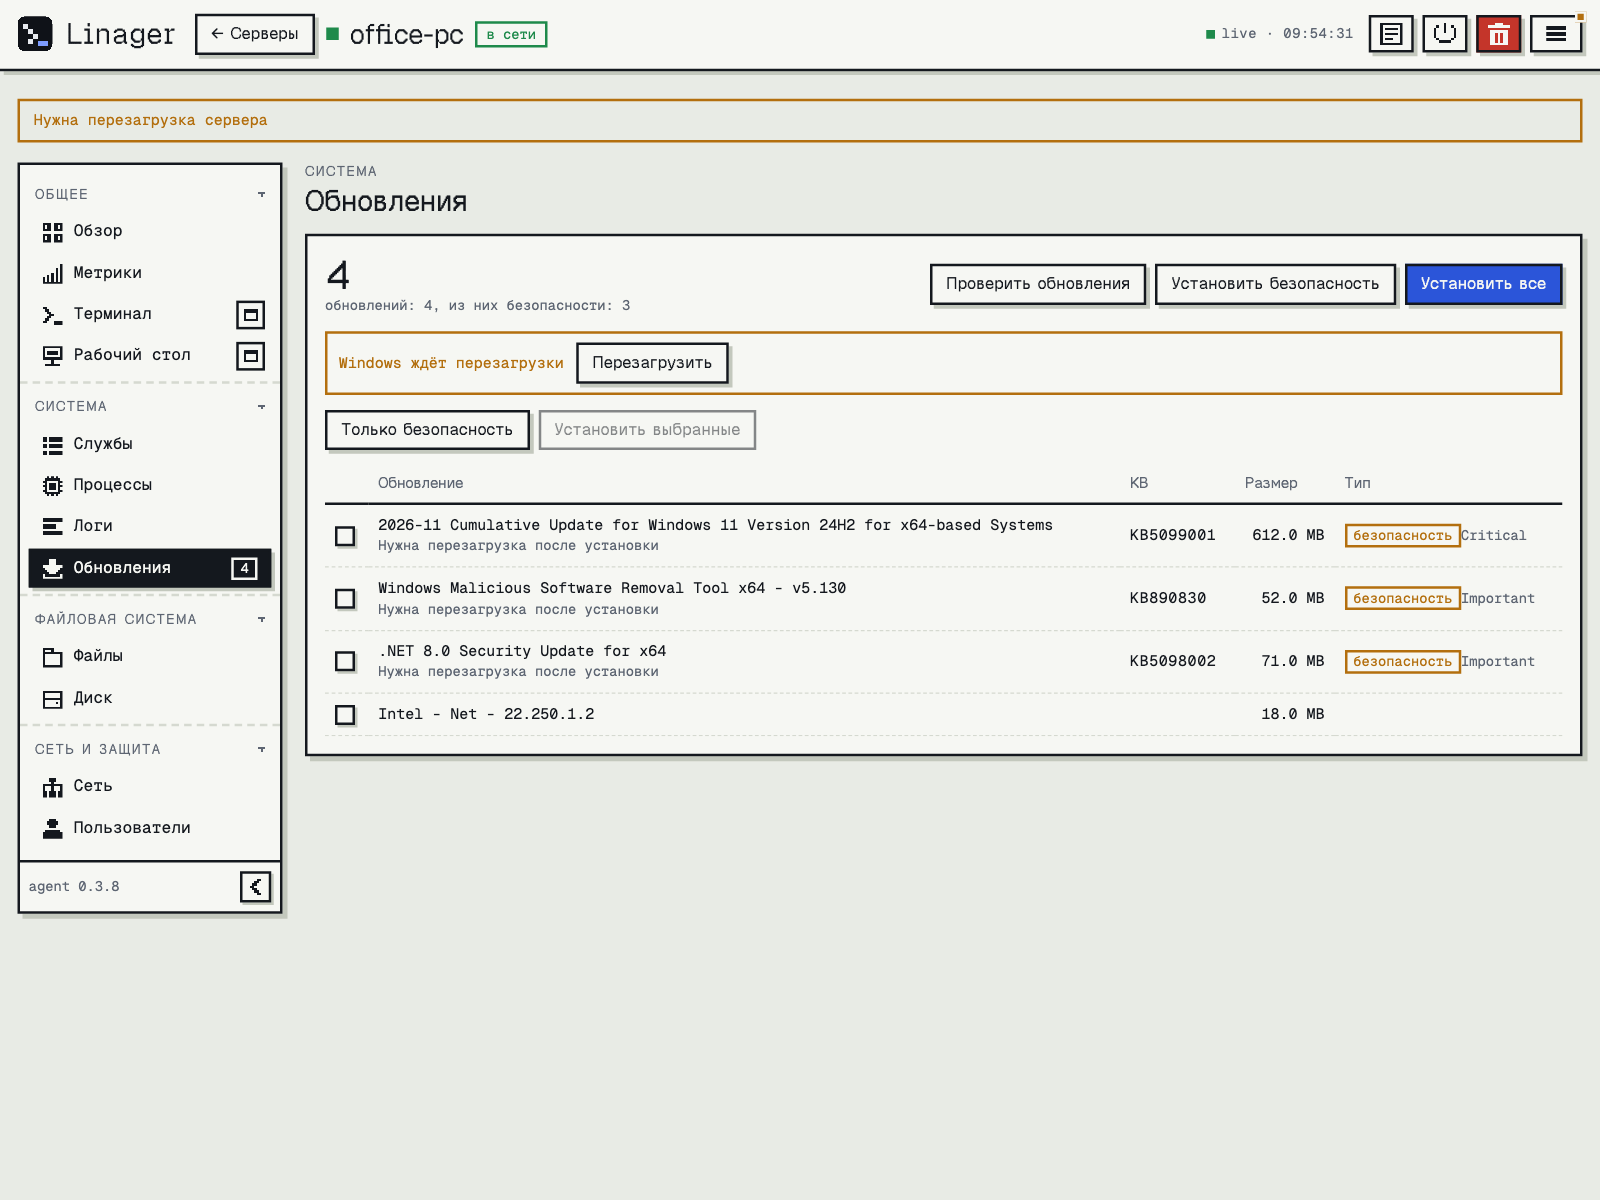 Linager
← Серверы
office-pc
в сети
live · 09:54:31
Нужна перезагрузка сервера
ОБЩЕЕ
Обзор
Метрики
Терминал
Рабочий стол
СИСТЕМА
Службы
Процессы
Логи
Обновления 4
ФАЙЛОВАЯ СИСТЕМА
Файлы
Диск
СЕТЬ И ЗАЩИТА
Сеть
Пользователи
agent 0.3.8
СИСТЕМА
Обновления
4
обновлений: 4, из них безопасности: 3
Проверить обновления
Установить безопасность
Установить все
Windows ждёт перезагрузки
Перезагрузить
Только безопасность
Установить выбранные
Обновление KB Размер Тип
2026-11 Cumulative Update for Windows 11 Version 24H2 for x64-based Systems
Нужна перезагрузка после установки
KB5099001 612.0 MB безопасность Critical
Windows Malicious Software Removal Tool x64 - v5.130
Нужна перезагрузка после установки
KB890830 52.0 MB безопасность Important
.NET 8.0 Security Update for x64
Нужна перезагрузка после установки
KB5098002 71.0 MB безопасность Important
Intel - Net - 22.250.1.2 18.0 MB